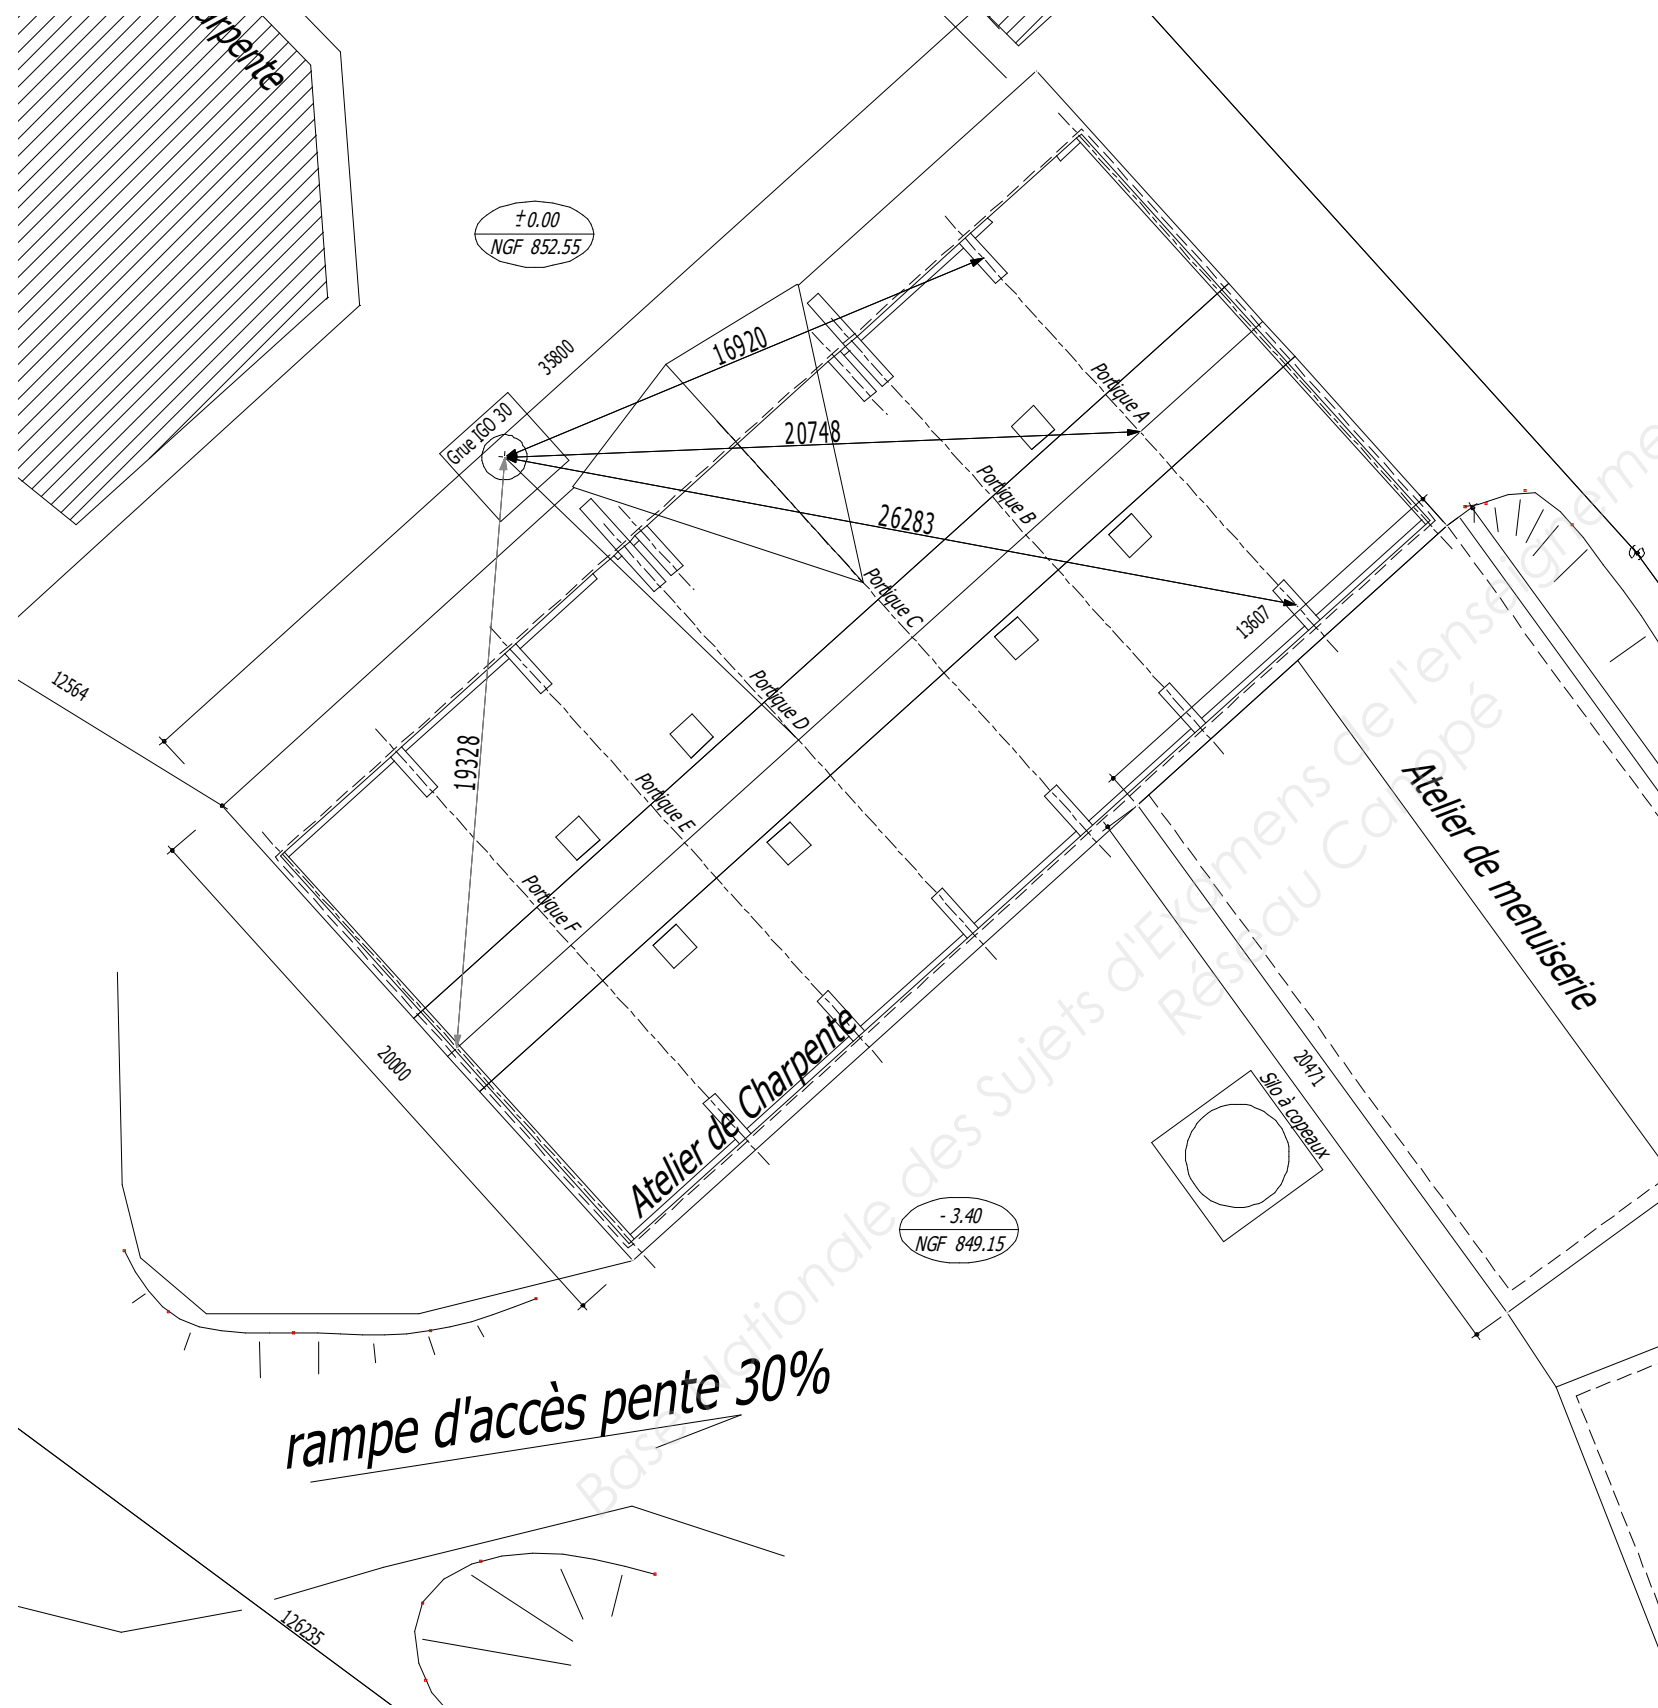 arpente
±0.00
NGF 852.55
35800
16920
Grue IGO 30
20748
26283
Portique A
Portique B
Portique C
Portique D
Portique E
Portique F
13607
12564
19328
20000
Atelier de Charpente
Atelier de menuiserie
20471
Silo à copeaux
- 3.40
NGF 849.15
rampe d'accès pente 30%
126235
Base Nationale des Sujets d'Examens de l'enseigneme
Réseau Canopé